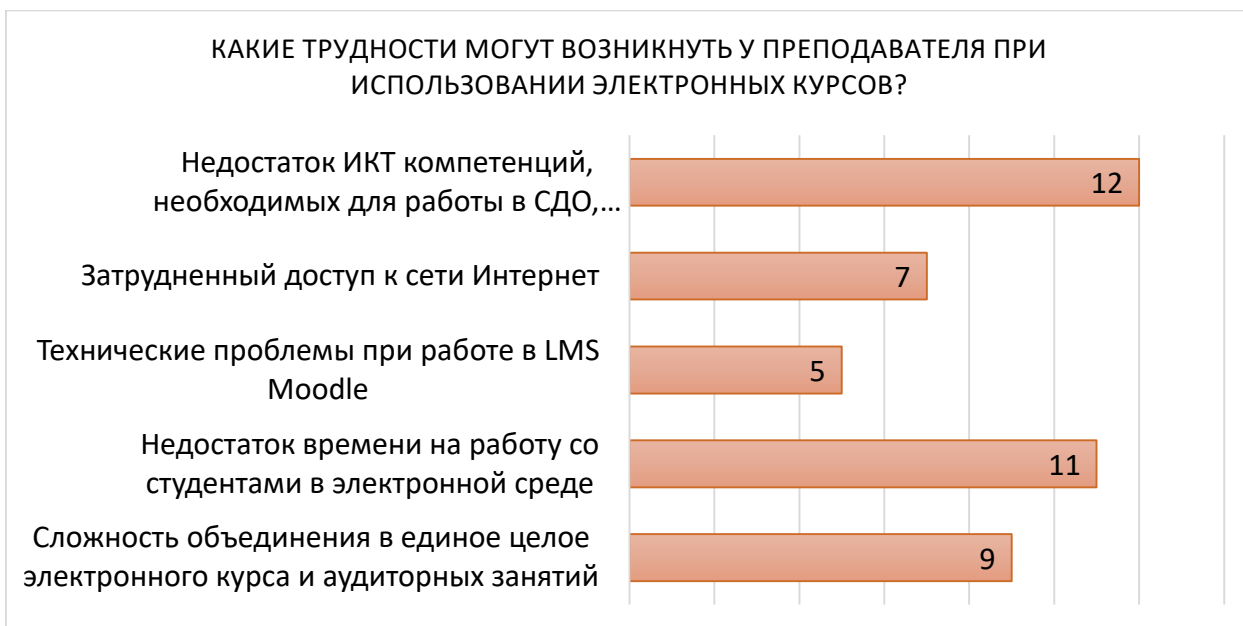 КАКИЕ ТРУДНОСТИ МОГУТ ВОЗНИКНУТЬ У ПРЕПОДАВАТЕЛЯ ПРИ
ИСПОЛЬЗОВАНИИ ЭЛЕКТРОННЫХ КУРСОВ?
Недостаток ИКТ компетенций,
необходимых для работы в СДО,...
12
Затрудненный доступ к сети Интернет
7
Технические проблемы при работе в LMS
Moodle
5
Недостаток времени на работу со
студентами в электронной среде
11
Сложность объединения в единое целое
электронного курса и аудиторных занятий
9